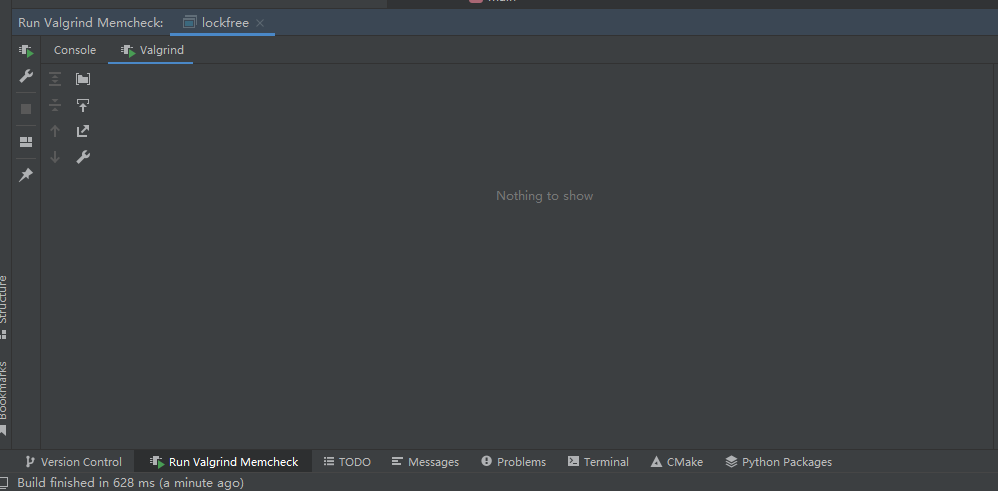 main
Run Valgrind Memcheck: lockfree
Console Valgrind
Nothing to show
Structure
Bookmarks
Version Control Run Valgrind Memcheck TODO Messages Problems Terminal CMake Python Packages
Build finished in 628 ms (a minute ago)